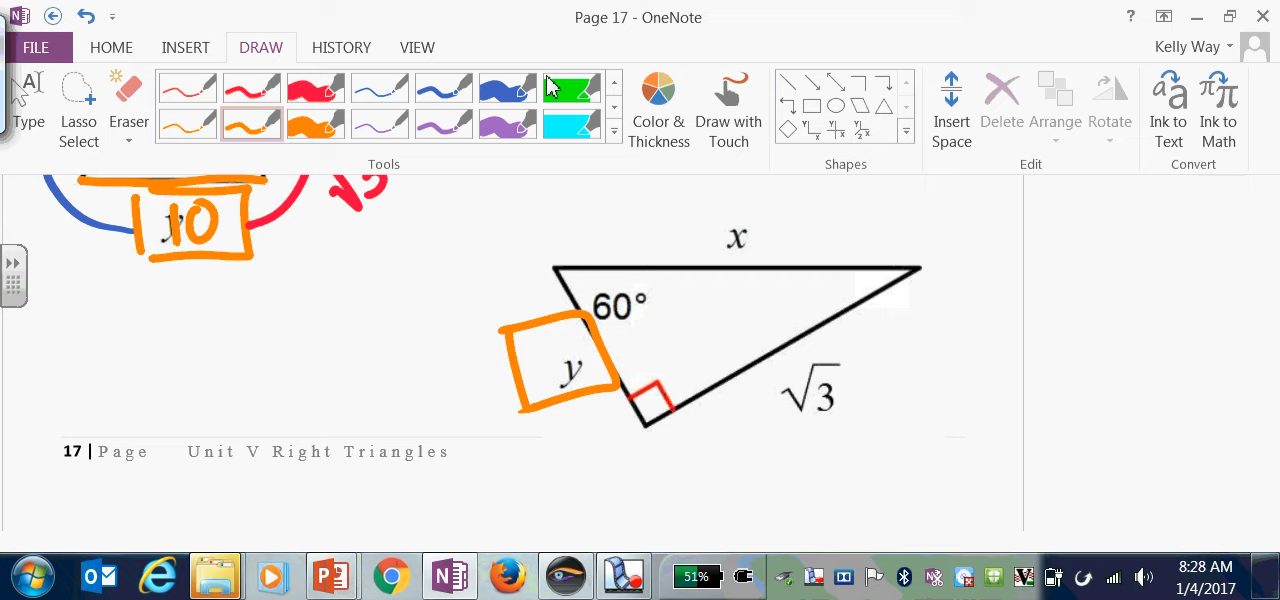 Page 17 - OneNote
?
FILE HOME INSERT DRAW HISTORY VIEW
Kelly Way
Type
Lasso Select
Eraser
Color & Thickness
Draw with Touch
Insert Space
Delete
Arrange
Rotate
Ink to Text
Ink to Math
Tools
Shapes
Edit
Convert
√3
10
x
60°
y
√3
17 | Page Unit V Right Triangles
51%
8:28 AM
1/4/2017